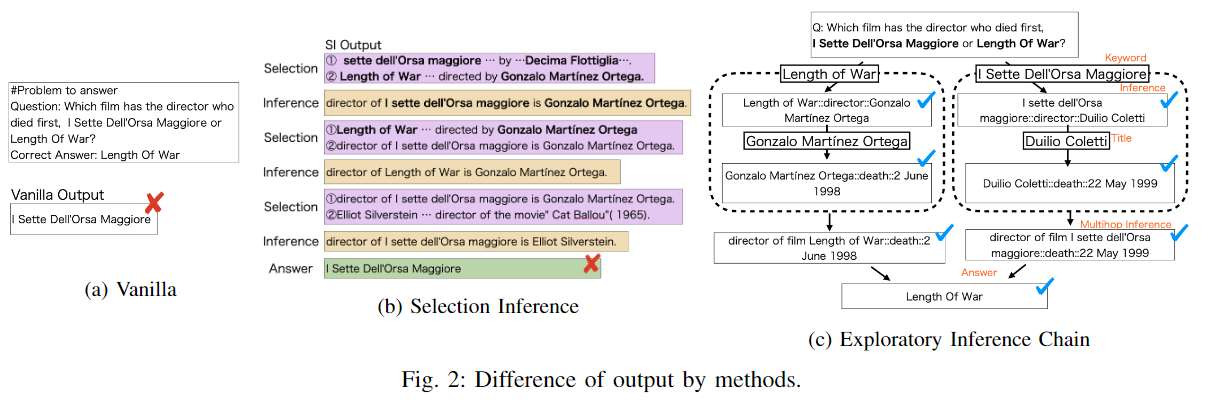 #Problem to answer
Question: Which film has the director who
died first,  I Sette Dell'Orsa Maggiore or
Length Of War?
Correct Answer: Length Of War
Vanilla Output
I Sette Dell'Orsa Maggiore
(a) Vanilla
SI Output
Selection
① sette dell'Orsa maggiore ··· by ···Decima Flottiglia···.
② Length of War ··· directed by Gonzalo Martínez Ortega.
Inference
director of I sette dell'Orsa maggiore is Gonzalo Martínez Ortega.
Selection
①Length of War ··· directed by Gonzalo Martínez Ortega
②director of I sette dell'Orsa maggiore is Gonzalo Martínez Ortega.
Inference
director of Length of War is Gonzalo Martínez Ortega.
Selection
①director of I sette dell'Orsa maggiore is Gonzalo Martínez Ortega.
②Elliot Silverstein ··· director of the movie" Cat Ballou"( 1965).
Inference
director of I sette dell'Orsa maggiore is Elliot Silverstein.
Answer
I Sette Dell'Orsa Maggiore
(b) Selection Inference
Q: Which film has the director who died first,
I Sette Dell'Orsa Maggiore or Length Of War?
Keyword
Length of War
I Sette Dell'Orsa Maggiore
Inference
Length of War::director::Gonzalo
Martínez Ortega
I sette dell'Orsa
maggiore::director::Duilio Coletti
Gonzalo Martínez Ortega
Duilio Coletti
Title
Gonzalo Martínez Ortega::death::2 June
1998
Duilio Coletti::death::22 May 1999
Multihop Inference
director of film Length of War::death::2
June 1998
director of film I sette dell'Orsa
maggiore::death::22 May 1999
Answer
Length Of War
(c) Exploratory Inference Chain
Fig. 2: Difference of output by methods.